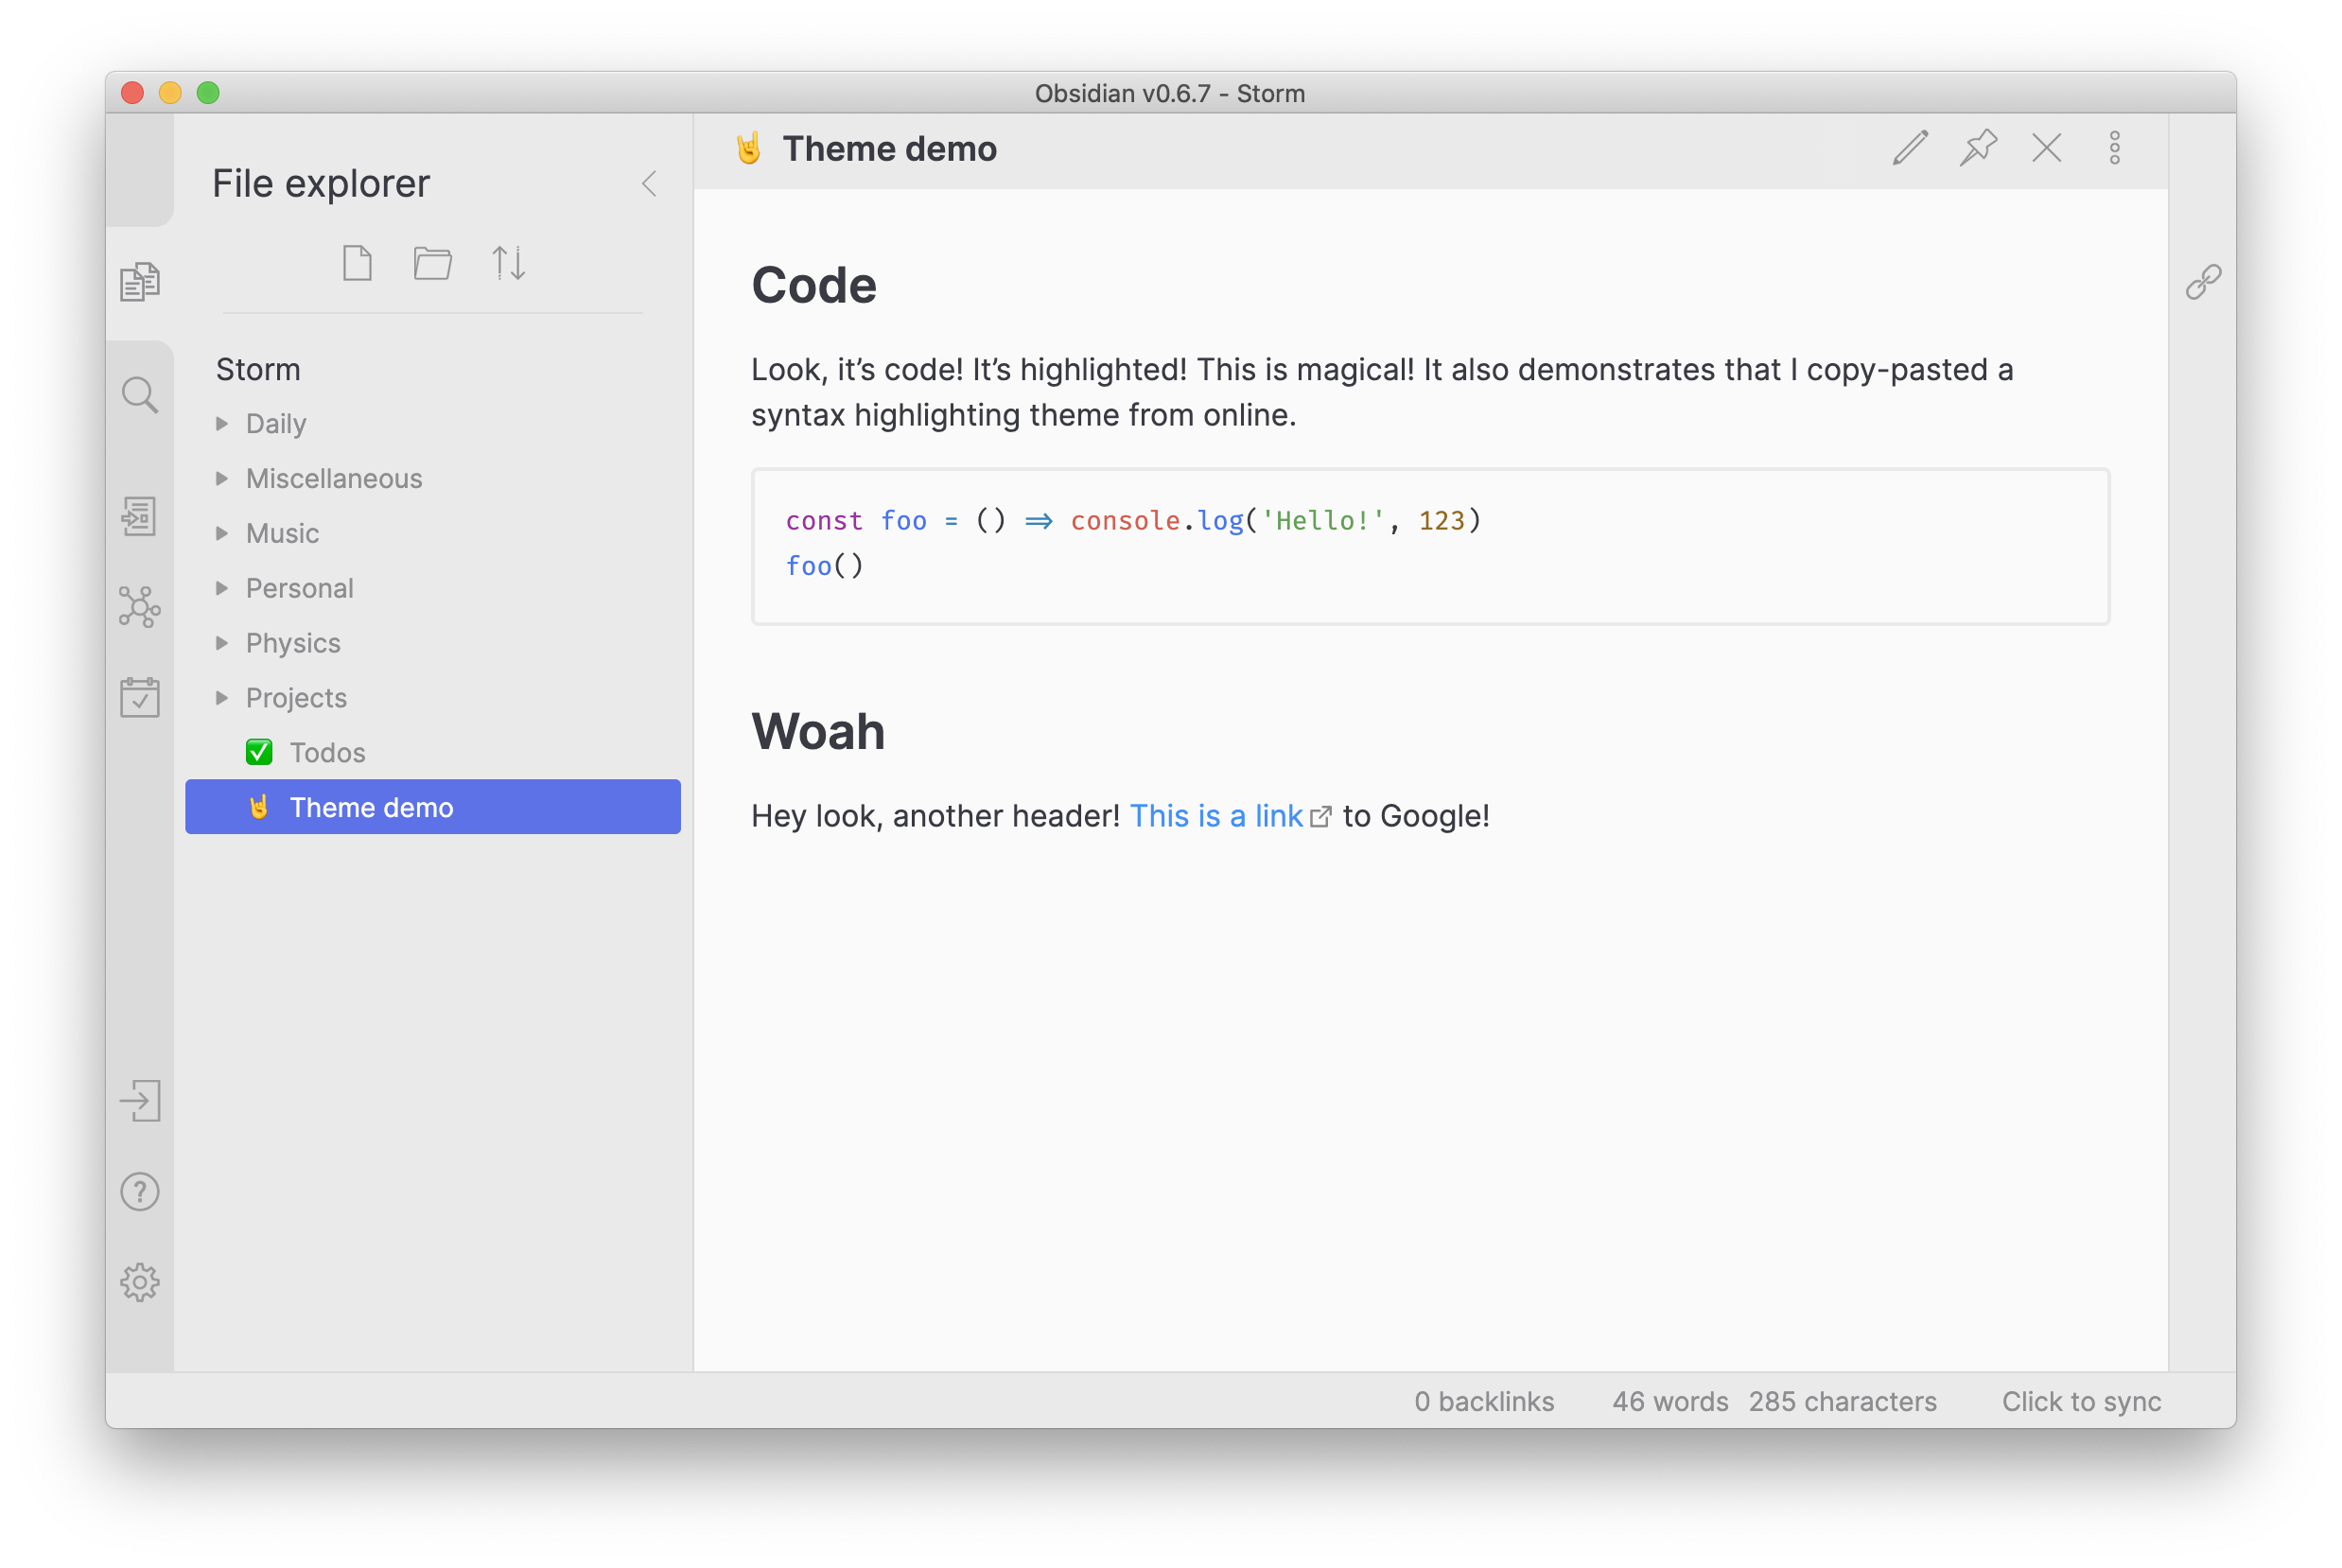 Obsidian v0.6.7 - Storm
File explorer
Storm
Daily
Miscellaneous
Music
Personal
Physics
Projects
✅ Todos
🤘 Theme demo
🤘 Theme demo
Code
Look, it’s code! It’s highlighted! This is magical! It also demonstrates that I copy-pasted a
syntax highlighting theme from online.
const foo = () => console.log('Hello!', 123)
foo()
Woah
Hey look, another header! This is a link to Google!
0 backlinks 46 words 285 characters Click to sync